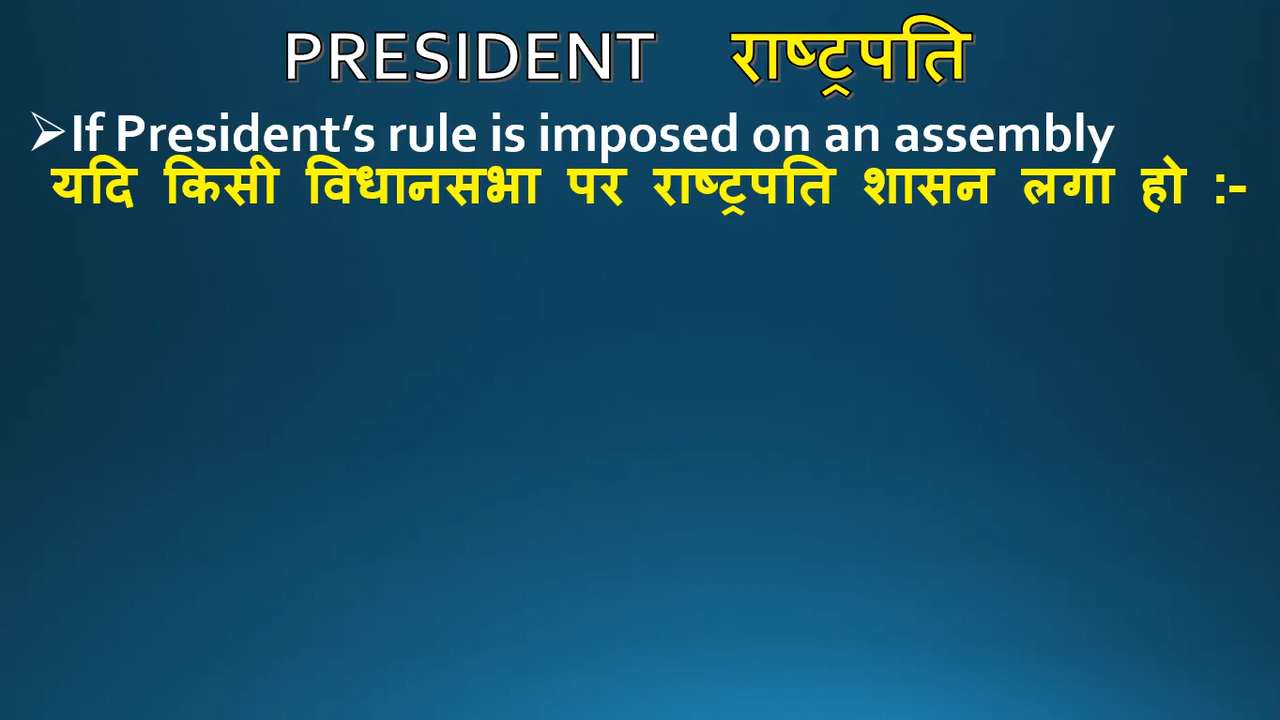 PRESIDENT राष्ट्रपति
➢If President’s rule is imposed on an assembly
यदि किसी विधानसभा पर राष्ट्रपति शासन लगा हो :-